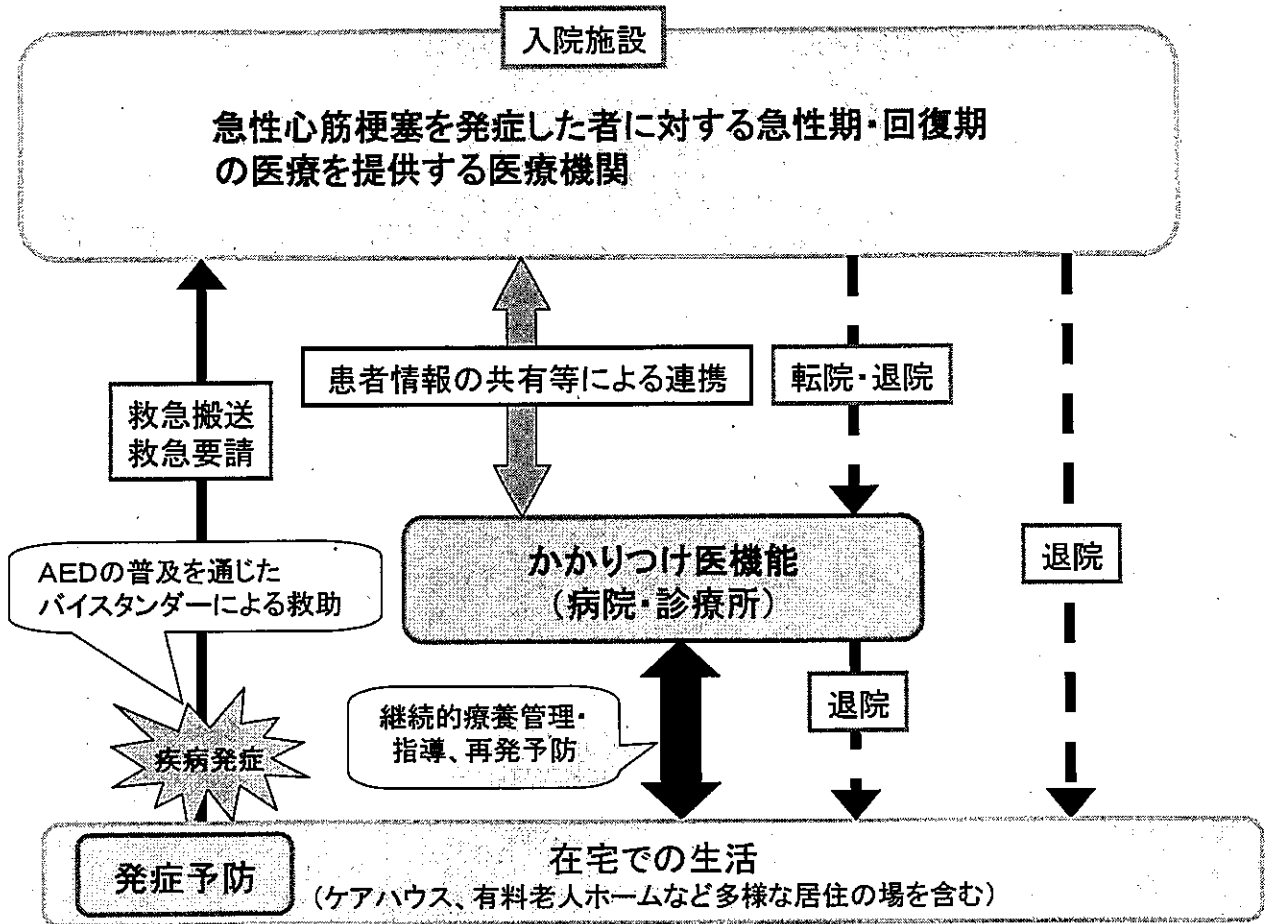 入院施設
急性心筋梗塞を発症した者に対する急性期・回復期
の医療を提供する医療機関
患者情報の共有等による連携
転院・退院
救急搬送
救急要請
かかりつけ医機能
(病院・診療所)
退院
AEDの普及を通じた
バイスタンダーによる救助
退院
継続的療養管理・
指導、再発予防
疾病発症
在宅での生活
発症予防
(ケアハウス、有料老人ホームなど多様な居住の場を含む)